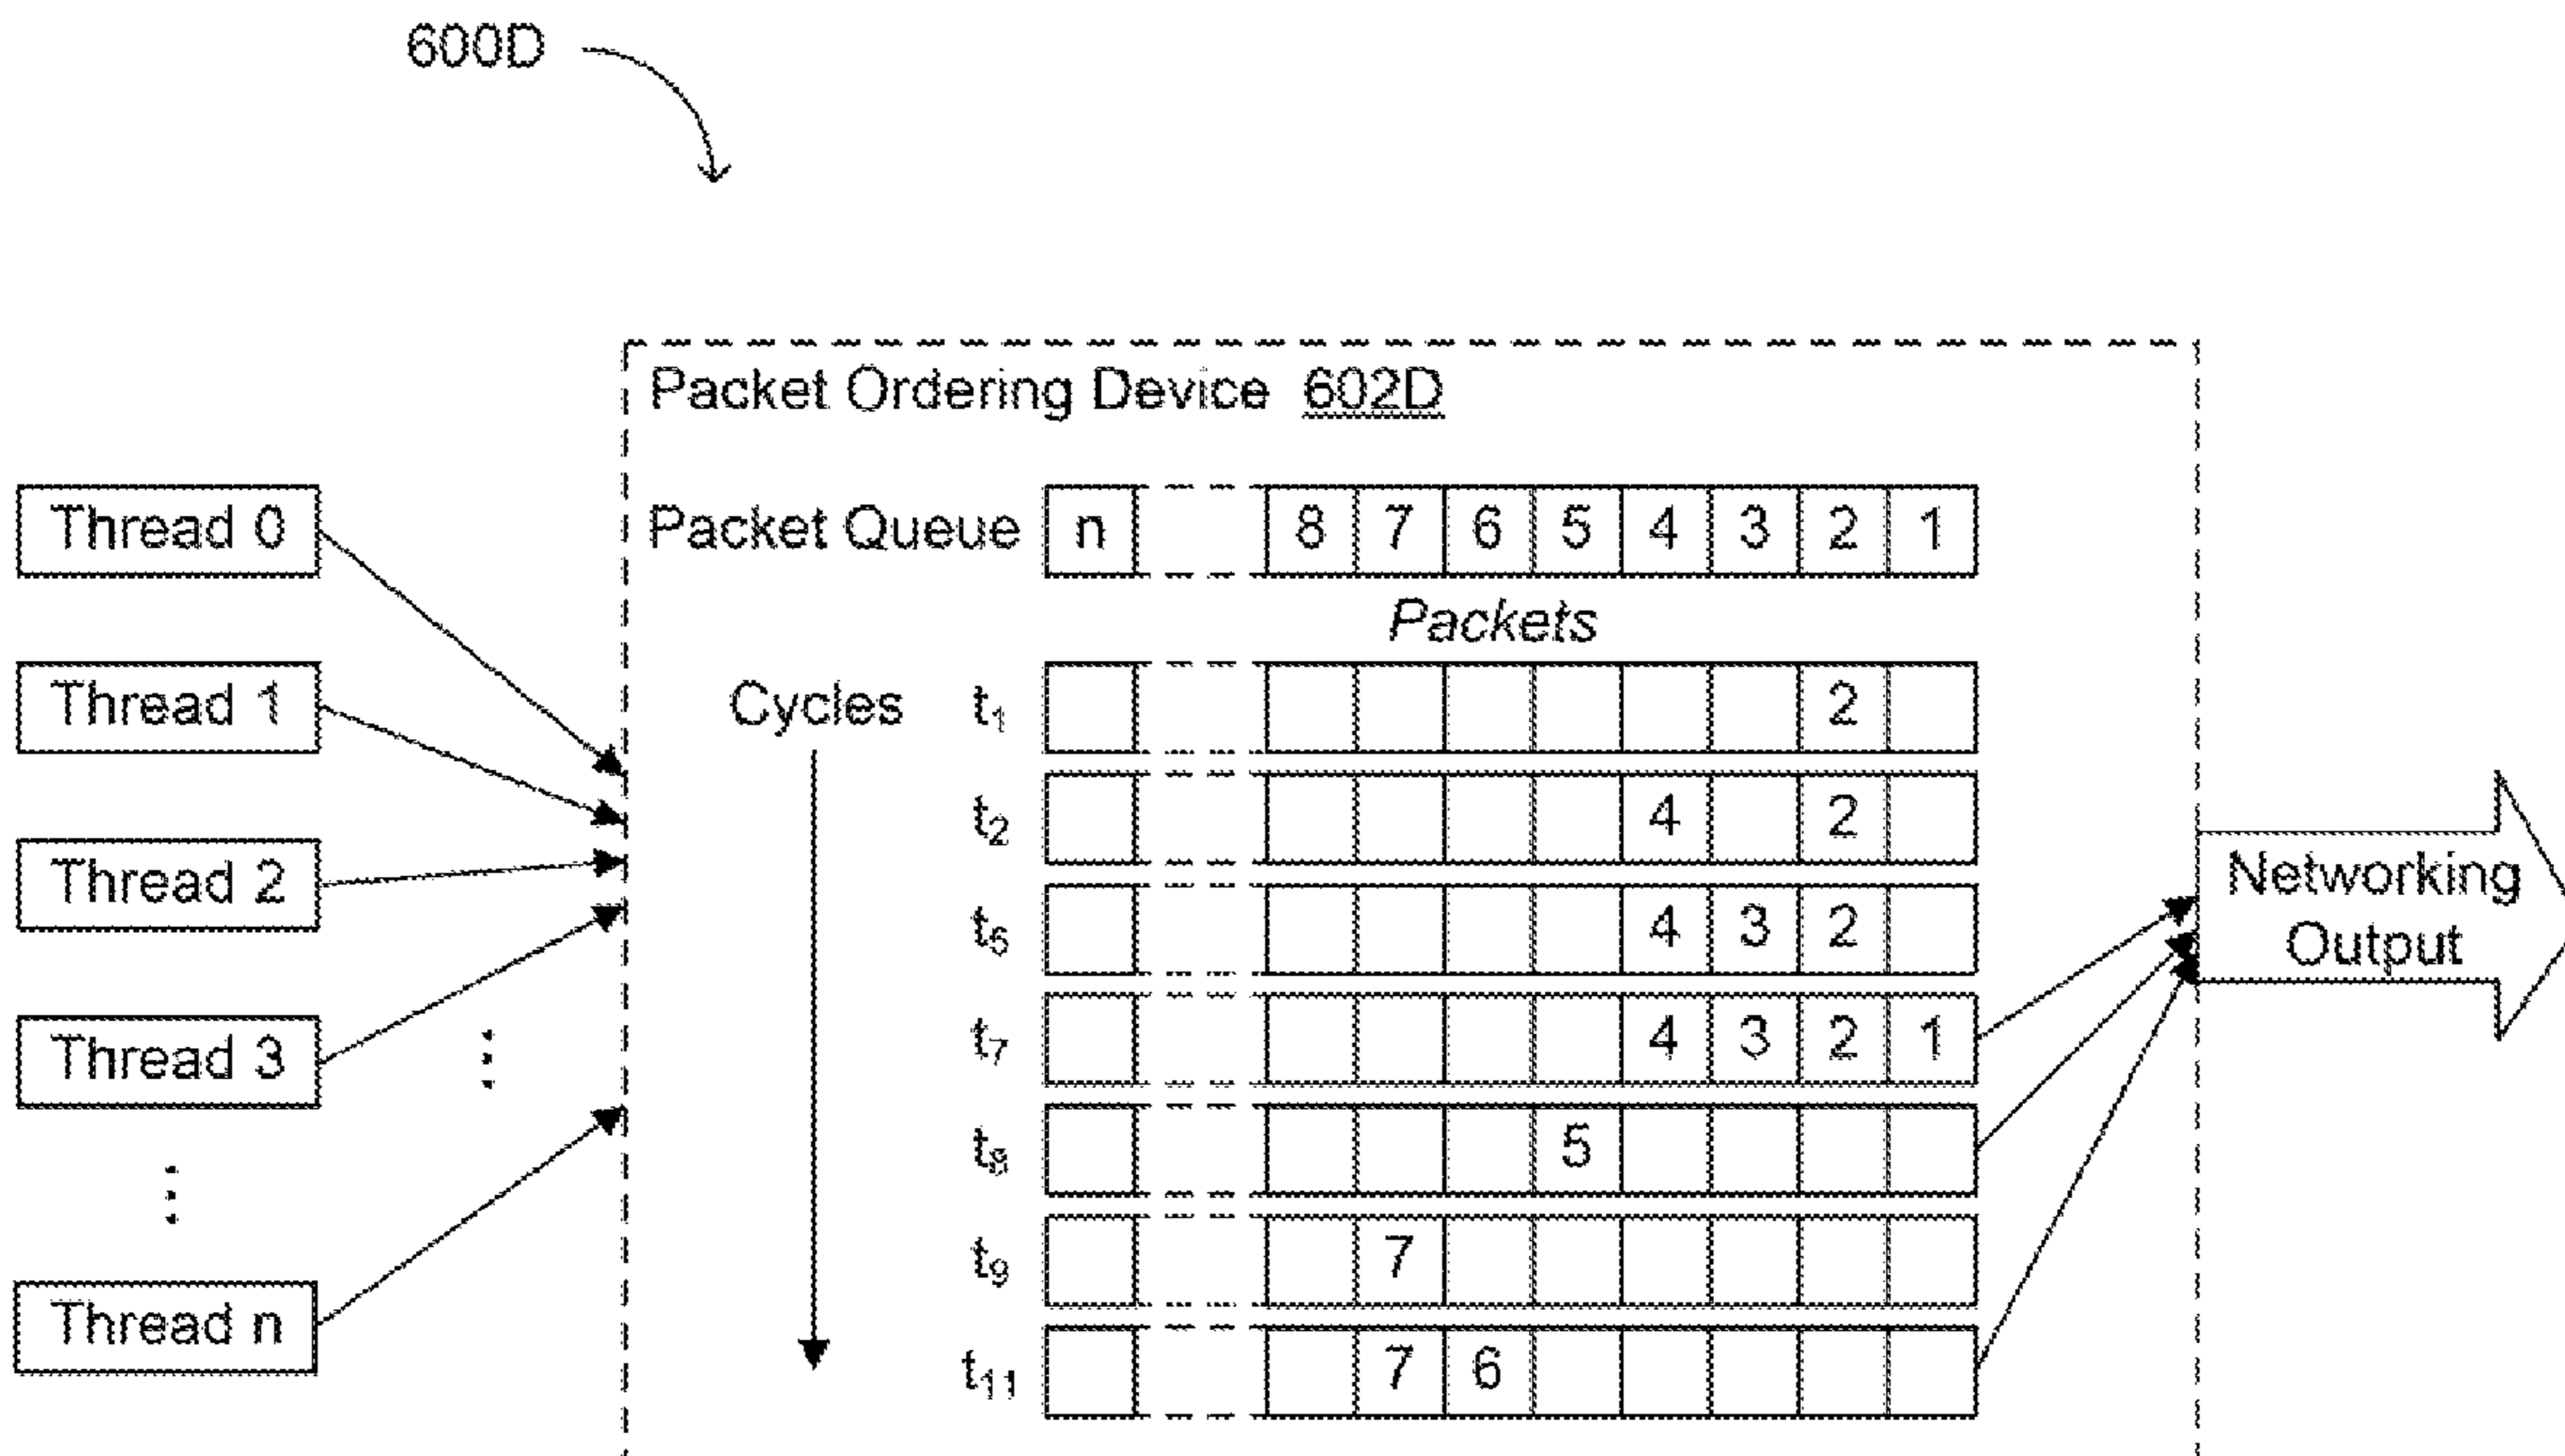 600D
Packet Ordering Device 602D
Thread 0
Thread 1
Thread 2
Thread 3
Thread n
Packet Queue n 8 7 6 5 4 3 2 1
Packets
Cycles
t1 2
t2 4 2
t6 4 3 2
t7 4 3 2 1
t8 5
t9 7
t11 7 6
Networking
Output